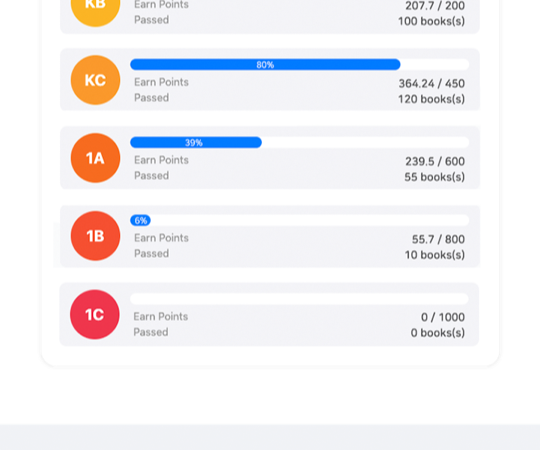 KB
Earn Points
207.7 / 200
Passed
100 books(s)
80%
KC
Earn Points
364.24 / 450
Passed
120 books(s)
39%
1A
Earn Points
239.5 / 600
Passed
55 books(s)
6%
1B
Earn Points
55.7 / 800
Passed
10 books(s)
1C
Earn Points
0 / 1000
Passed
0 books(s)